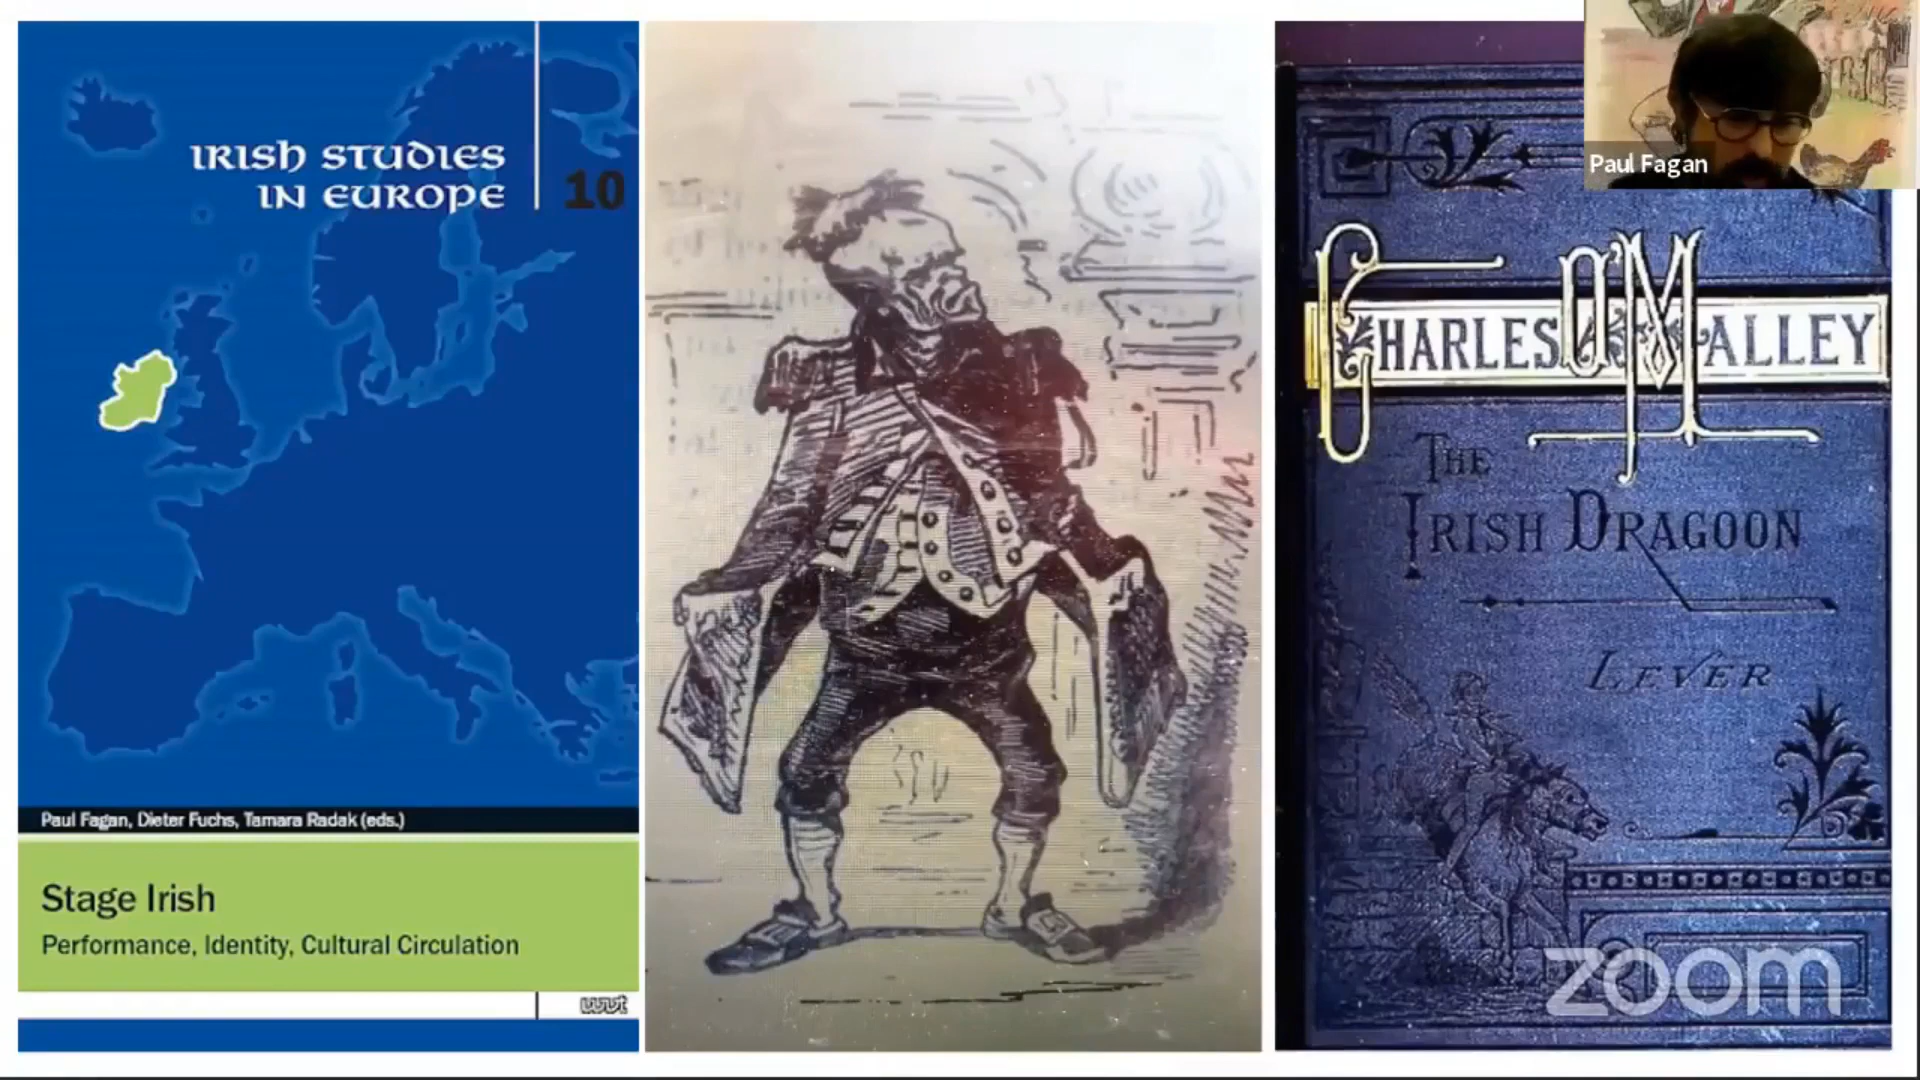 IRISH STUDIES
IN EUROPE
10
Paul Fagan, Dieter Fuchs, Tamara Radak (eds.)
Stage Irish
Performance, Identity, Cultural Circulation
wvt
CHARLES O'MALLEY
THE
IRISH DRAGOON
LEVER
Paul Fagan
zoom